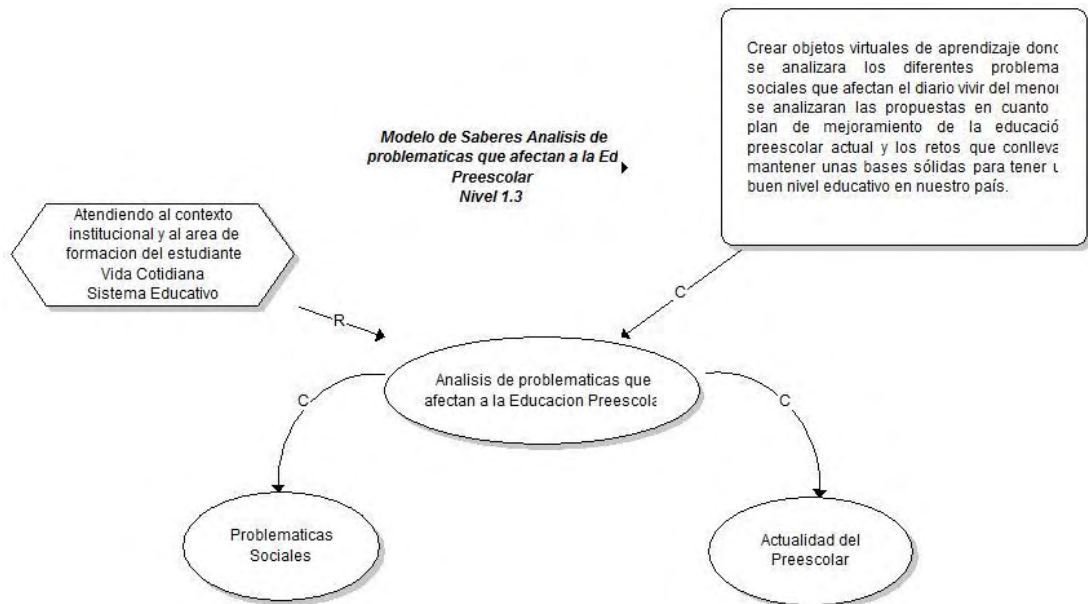 Crear objetos virtuales de aprendizaje donc
se analizara los diferentes problema
sociales que afectan el diario vivir del menor
se analizaran las propuestas en cuanto
plan de mejoramiento de la educació
preescolar actual y los retos que conlleva
mantener unas bases sólidas para tener u
buen nivel educativo en nuestro país.
Modelo de Saberes Analisis de
problematicas que afectan a la Ed
Preescolar
Nivel 1.3
Atendiendo al contexto
institucional y al area de
formacion del estudiante
Vida Cotidiana
Sistema Educativo
R
C
Analisis de problematicas que
afectan a la Educacion Preescola
C
C
Problematicas
Sociales
Actualidad del
Preescolar